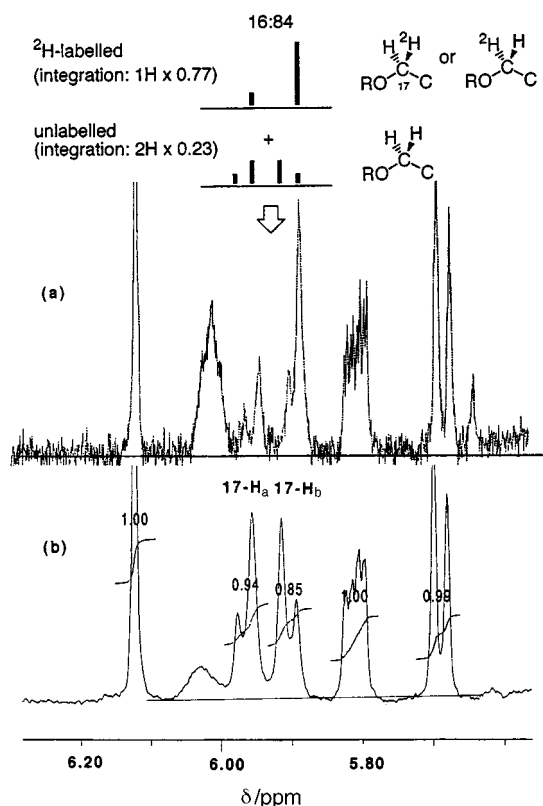 16:84
²H-labelled
(integration: 1H x 0.77)
²H
H
RO
C
17
C
or
²H
H
RO
C
C
unlabelled
(integration: 2H x 0.23)
+
H
H
RO
C
C
(a)
17-Hₐ 17-H_b
(b)
1.00
0.94
0.85
1.00
0.99
6.20
6.00
5.80
δ/ppm